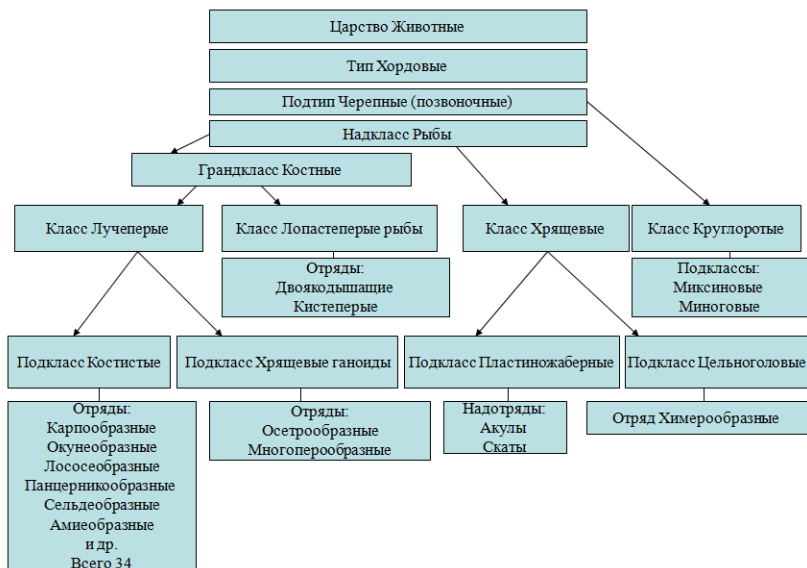 Царство Животные
Тип Хордовые
Подтип Черепные (позвоночные)
Надкласс Рыбы
Грандкласс Костные
Класс Лучеперые
Класс Лопастеперые рыбы
Класс Хрящевые
Класс Круглоротые
Отряды:
Двоякодышащие
Кистеперые
Подклассы:
Миксиновые
Миноговые
Подкласс Костистые
Подкласс Хрящевые ганоиды
Подкласс Пластиножаберные
Подкласс Цельноголовые
Отряды:
Карпообразные
Окунеобразные
Лососеобразные
Панцерникообразные
Сельдеобразные
Амиеобразные
и др.
Всего 34
Отряды:
Осетрообразные
Многоперообразные
Надотряды:
Акулы
Скаты
Отряд Химерообразные